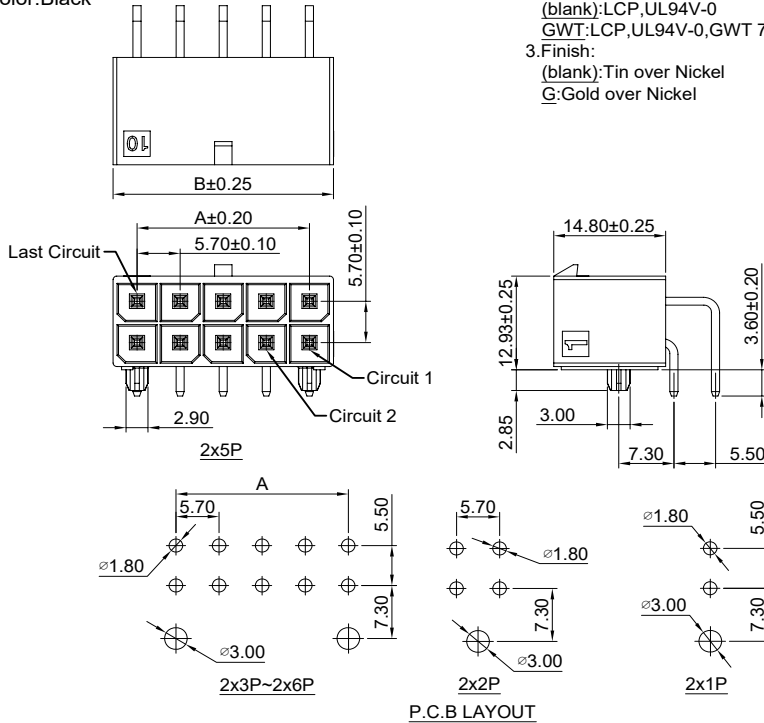 Color:Black
(blank):LCP,UL94V-0
GWT:LCP,UL94V-0,GWT 7
3.Finish:
(blank):Tin over Nickel
G:Gold over Nickel
10
B±0.25
A±0.20
5.70±0.10
5.70±0.10
Last Circuit
Circuit 1
Circuit 2
2.90
2x5P
14.80±0.25
12.93±0.25
3.60±0.20
1
2.85
3.00
7.30
5.50
A
5.70
5.50
⌀1.80
7.30
⌀3.00
2x3P~2x6P
5.70
⌀1.80
7.30
⌀3.00
2x2P
⌀1.80
5.50
⌀3.00
7.30
2x1P
P.C.B LAYOUT